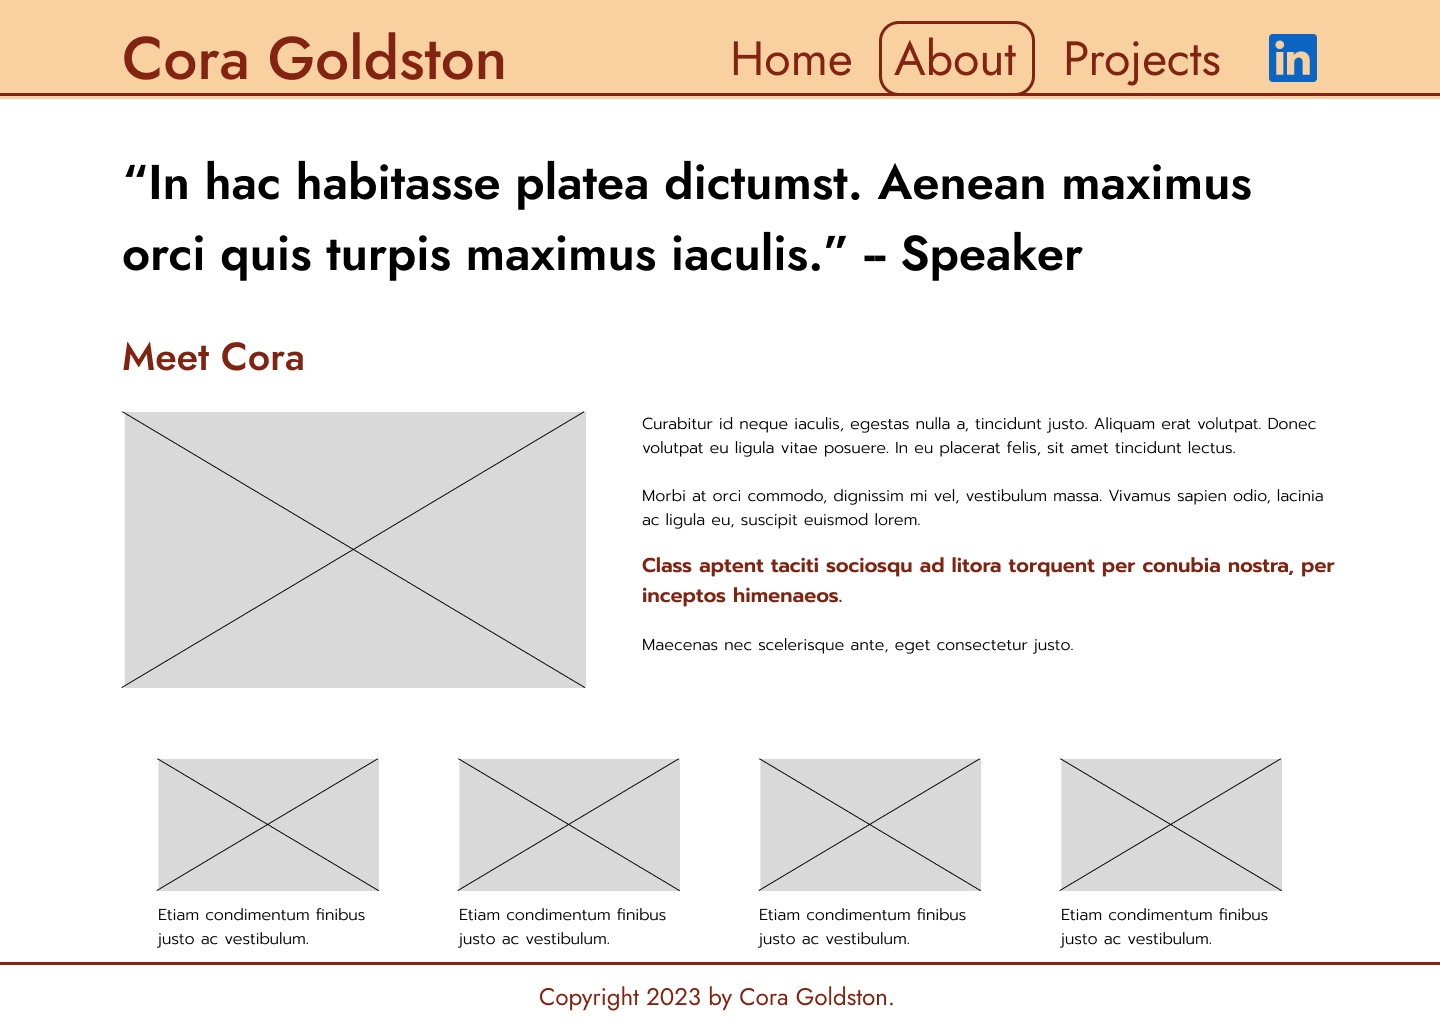 Cora Goldston
Home About Projects in
“In hac habitasse platea dictumst. Aenean maximus
orci quis turpis maximus iaculis.” -- Speaker
Meet Cora
Curabitur id neque iaculis, egestas nulla a, tincidunt justo. Aliquam erat volutpat. Donec
volutpat eu ligula vitae posuere. In eu placerat felis, sit amet tincidunt lectus.
Morbi at orci commodo, dignissim mi vel, vestibulum massa. Vivamus sapien odio, lacinia
ac ligula eu, suscipit euismod lorem.
Class aptent taciti sociosqu ad litora torquent per conubia nostra, per
inceptos himenaeos.
Maecenas nec scelerisque ante, eget consectetur justo.
Etiam condimentum finibus
justo ac vestibulum.
Etiam condimentum finibus
justo ac vestibulum.
Etiam condimentum finibus
justo ac vestibulum.
Etiam condimentum finibus
justo ac vestibulum.
Copyright 2023 by Cora Goldston.